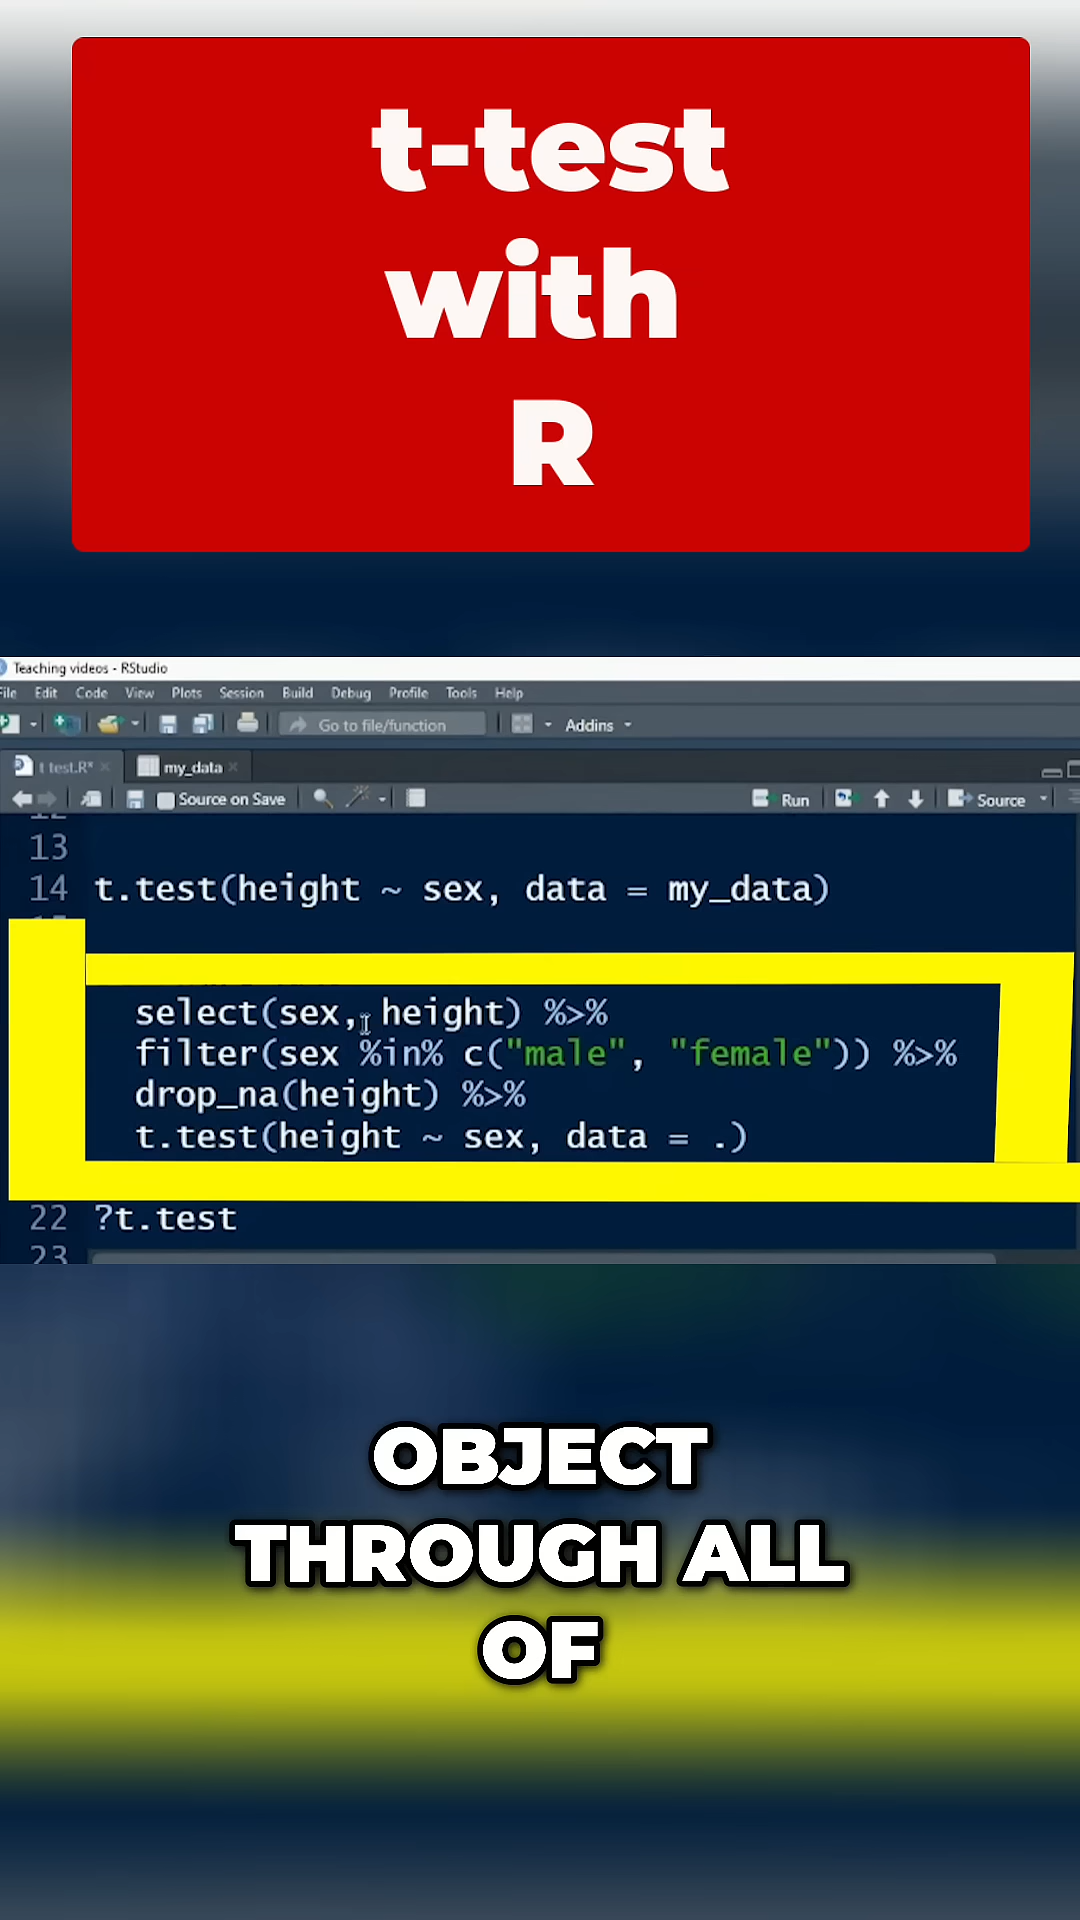 t-test
with
R
Teaching videos - RStudio
File Edit Code View Plots Session Build Debug Profile Tools Help
Go to file/function Addins
t test.R* my_data
Source on Save Run Source
12
13
14 t.test(height ~ sex, data = my_data)
select(sex, height) %>%
filter(sex %in% c("male", "female")) %>%
drop_na(height) %>%
t.test(height ~ sex, data = .)
22 ?t.test
23
OBJECT
THROUGH ALL
OF